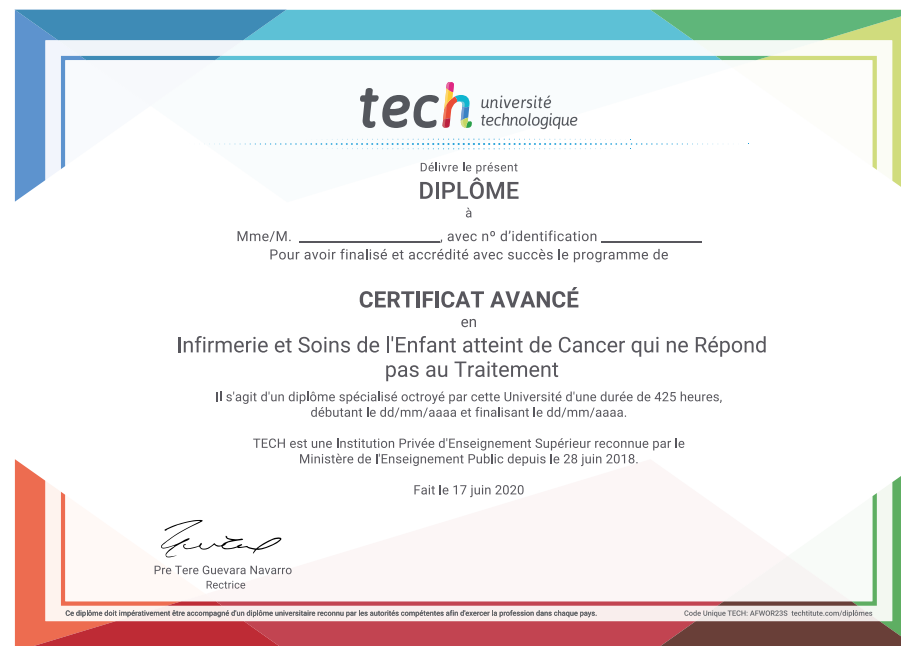 tech université
technologique
Délivre le présent
DIPLÔME
à
Mme/M. ____________________, avec nº d'identification ______________
Pour avoir finalisé et accrédité avec succès le programme de
CERTIFICAT AVANCÉ
en
Infirmerie et Soins de l'Enfant atteint de Cancer qui ne Répond
pas au Traitement
Il s'agit d'un diplôme spécialisé octroyé par cette Université d'une durée de 425 heures,
débutant le dd/mm/aaaa et finalisant le dd/mm/aaaa.
TECH est une Institution Privée d'Enseignement Supérieur reconnue par le
Ministère de l'Enseignement Public depuis le 28 juin 2018.
Fait le 17 juin 2020
Pre Tere Guevara Navarro
Rectrice
Ce diplôme doit impérativement être accompagné d'un diplôme universitaire reconnu par les autorités compétentes afin d'exercer la profession dans chaque pays.
Code Unique TECH: AFWOR23S techtitute.com/diplômes